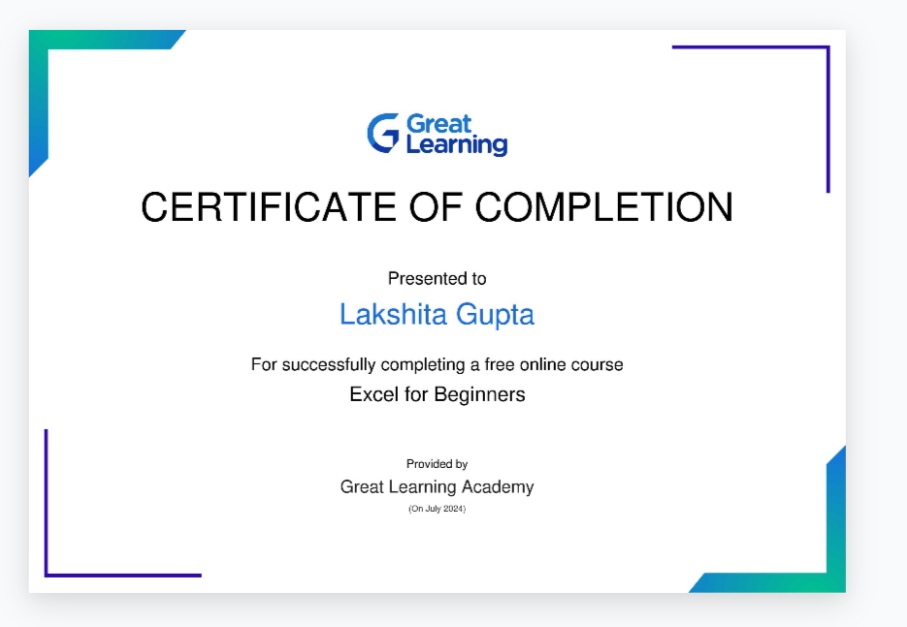 Great
Learning
CERTIFICATE OF COMPLETION
Presented to
Lakshita Gupta
For successfully completing a free online course
Excel for Beginners
Provided by
Great Learning Academy
(On July 2024)